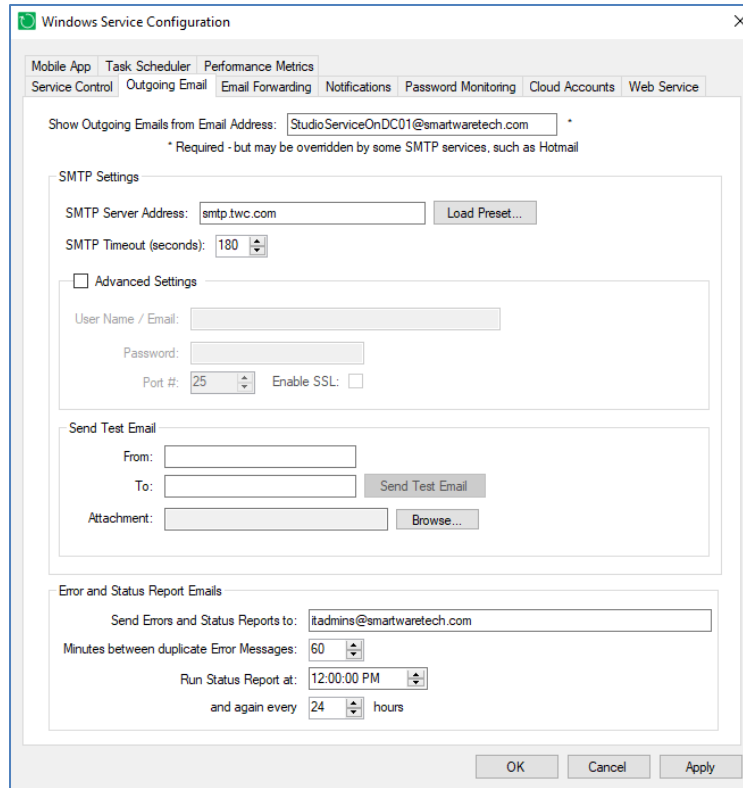 Windows Service Configuration
Mobile App Task Scheduler Performance Metrics
Service Control Outgoing Email Email Forwarding Notifications Password Monitoring Cloud Accounts Web Service
Show Outgoing Emails from Email Address: StudioServiceOnDC01@smartwaretech.com *
* Required - but may be overridden by some SMTP services, such as Hotmail
SMTP Settings
SMTP Server Address: smtp.twc.com Load Preset...
SMTP Timeout (seconds): 180
Advanced Settings
User Name / Email:
Password:
Port #: 25 Enable SSL:
Send Test Email
From:
To: Send Test Email
Attachment: Browse...
Error and Status Report Emails
Send Errors and Status Reports to: itadmins@smartwaretech.com
Minutes between duplicate Error Messages: 60
Run Status Report at: 12:00:00 PM
and again every 24 hours
OK Cancel Apply